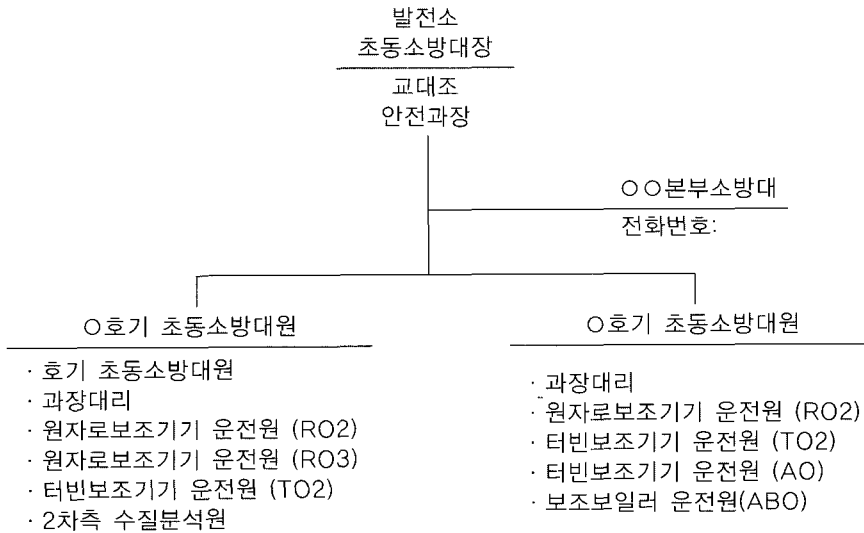 발전소
초동소방대장
교대조
안전과장
○○본부소방대
전화번호:
○호기 초동소방대원
· 호기 초동소방대원
· 과장대리
· 원자로보조기기 운전원 (RO2)
· 원자로보조기기 운전원 (RO3)
· 터빈보조기기 운전원 (TO2)
· 2차측 수질분석원
○호기 초동소방대원
· 과장대리
· 원자로보조기기 운전원 (RO2)
· 터빈보조기기 운전원 (TO2)
· 터빈보조기기 운전원 (AO)
· 보조보일러 운전원(ABO)